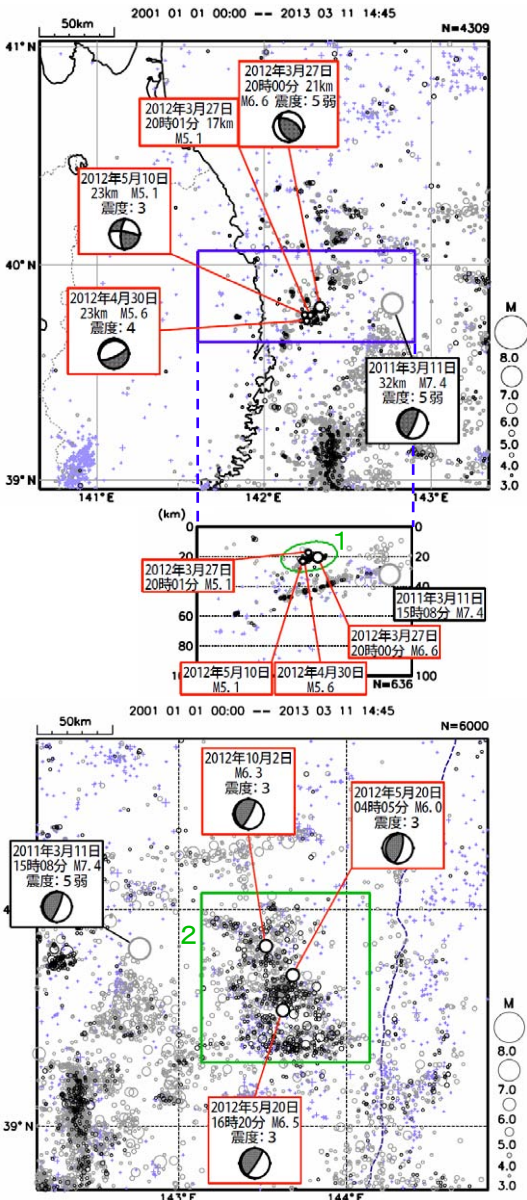 2001 01 01 00:00 -- 2013 03 11 14:45
50km
N=4309
41°N
40°N
39°N
2012年3月27日
20時00分 21km
M6.6 震度：5弱
2012年3月27日
20時01分 17km
M5.1
2012年5月10日
23km M5.1
震度：3
2012年4月30日
23km M5.6
震度：4
2011年3月11日
32km M7.4
震度：5弱
M
8.0
7.0
6.0
5.0
4.0
3.0
141°E
142°E
143°E
(km)
0
20
40
60
80
0
20
40
60
80
100
1
2012年3月27日
20時01分 M5.1
2011年3月11日
15時08分 M7.4
2012年3月27日
20時00分 M6.6
2012年5月10日
M5.1
2012年4月30日
M5.6
N=636
2001 01 01 00:00 -- 2013 03 11 14:45
50km
N=6000
2012年10月2日
M6.3
震度：3
2012年5月20日
04時05分 M6.0
震度：3
2011年3月11日
15時08分 M7.4
震度：5弱
2
39°N
2012年5月20日
16時20分 M6.5
震度：3
M
8.0
7.0
6.0
5.0
4.0
3.0
143°E
144°E